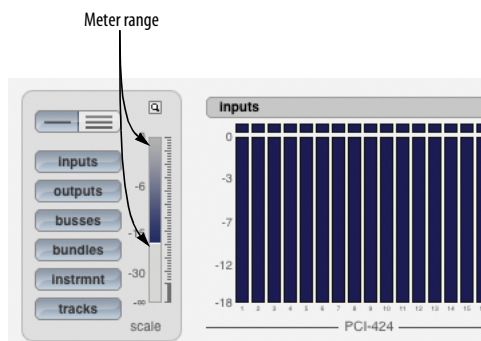 Meter range
inputs
outputs
busses
bundles
instrmnt
tracks
-6
-30
-∞
scale
inputs
0
-3
-7
-12
-18
1 2 3 4 5 6 7 8 9 10 11 12 13 14 15
PCI-424